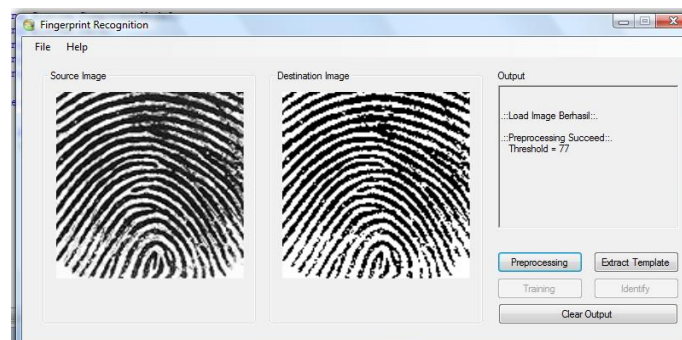 Fingerprint Recognition
File Help
Source Image
Destination Image
Output
.::Load Image Berhasil::.
.::Preprocessing Succeed::.
Threshold = 77
Preprocessing
Extract Template
Training
Identify
Clear Output